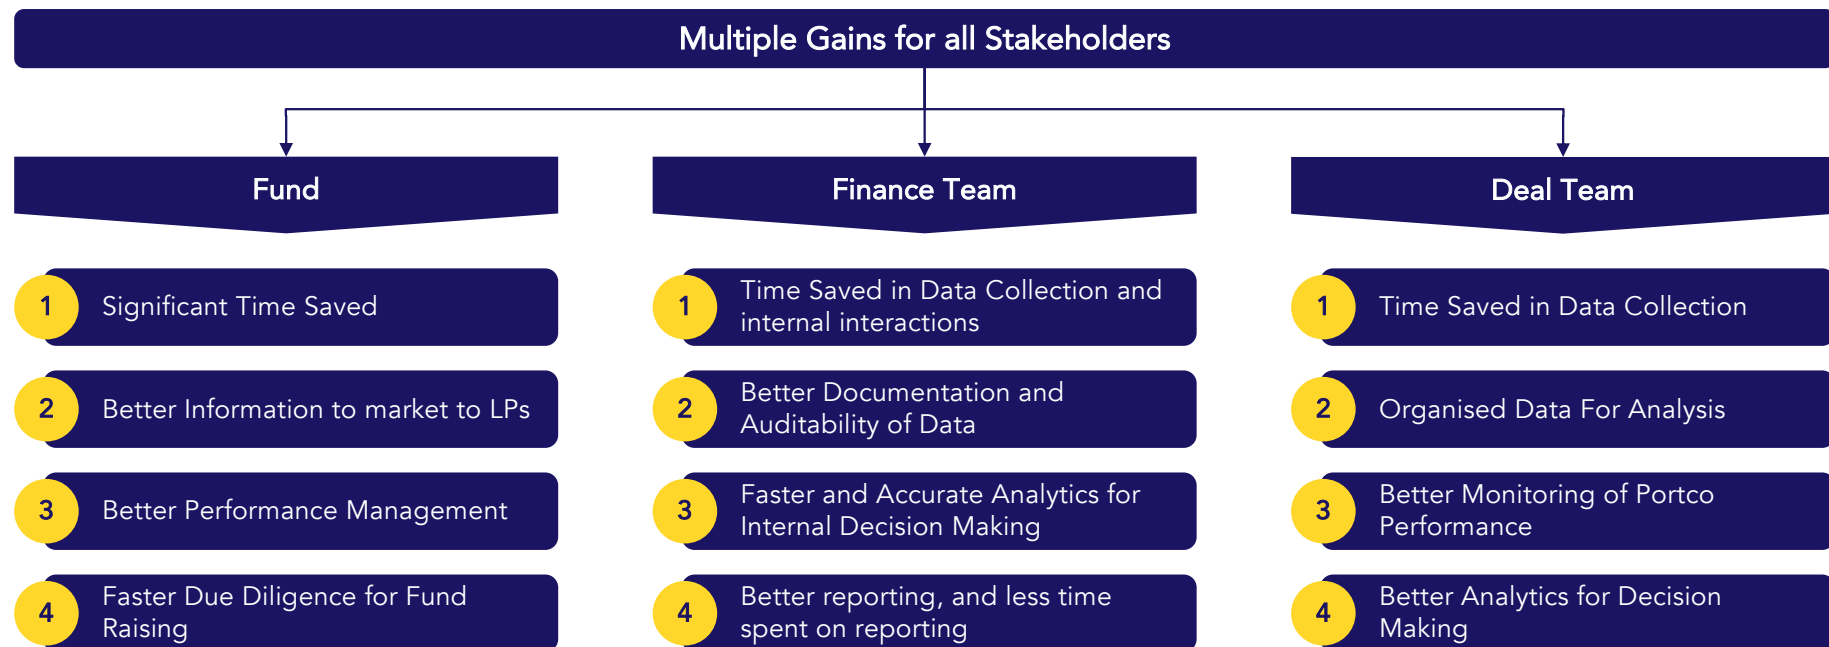 Multiple Gains for all Stakeholders
Fund
1
Significant Time Saved
2
Better Information to market to LPs
3
Better Performance Management
4
Faster Due Diligence for Fund
Raising
Finance Team
1
Time Saved in Data Collection and
internal interactions
2
Better Documentation and
Auditability of Data
3
Faster and Accurate Analytics for
Internal Decision Making
4
Better reporting, and less time
spent on reporting
Deal Team
1
Time Saved in Data Collection
2
Organised Data For Analysis
3
Better Monitoring of Portco
Performance
4
Better Analytics for Decision
Making